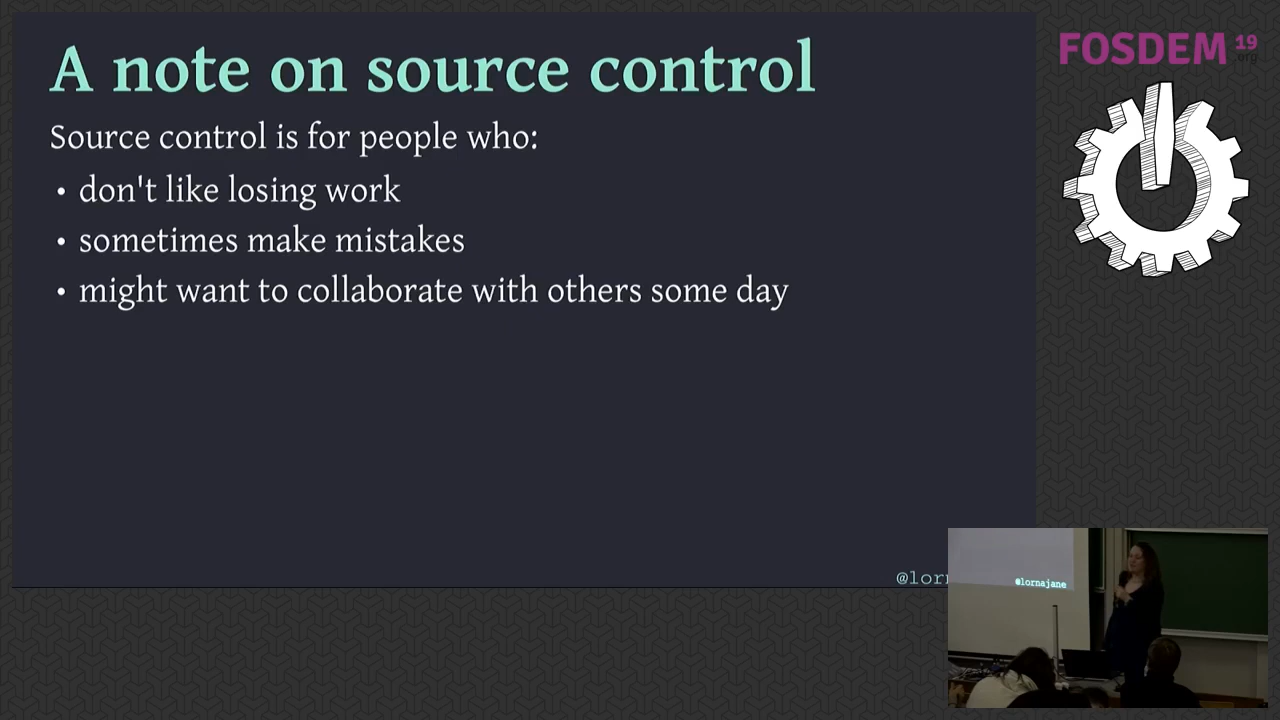 A note on source control
Source control is for people who:
• don't like losing work
• sometimes make mistakes
• might want to collaborate with others some day
@lorn
FOSDEM 19
.org
@lornajane